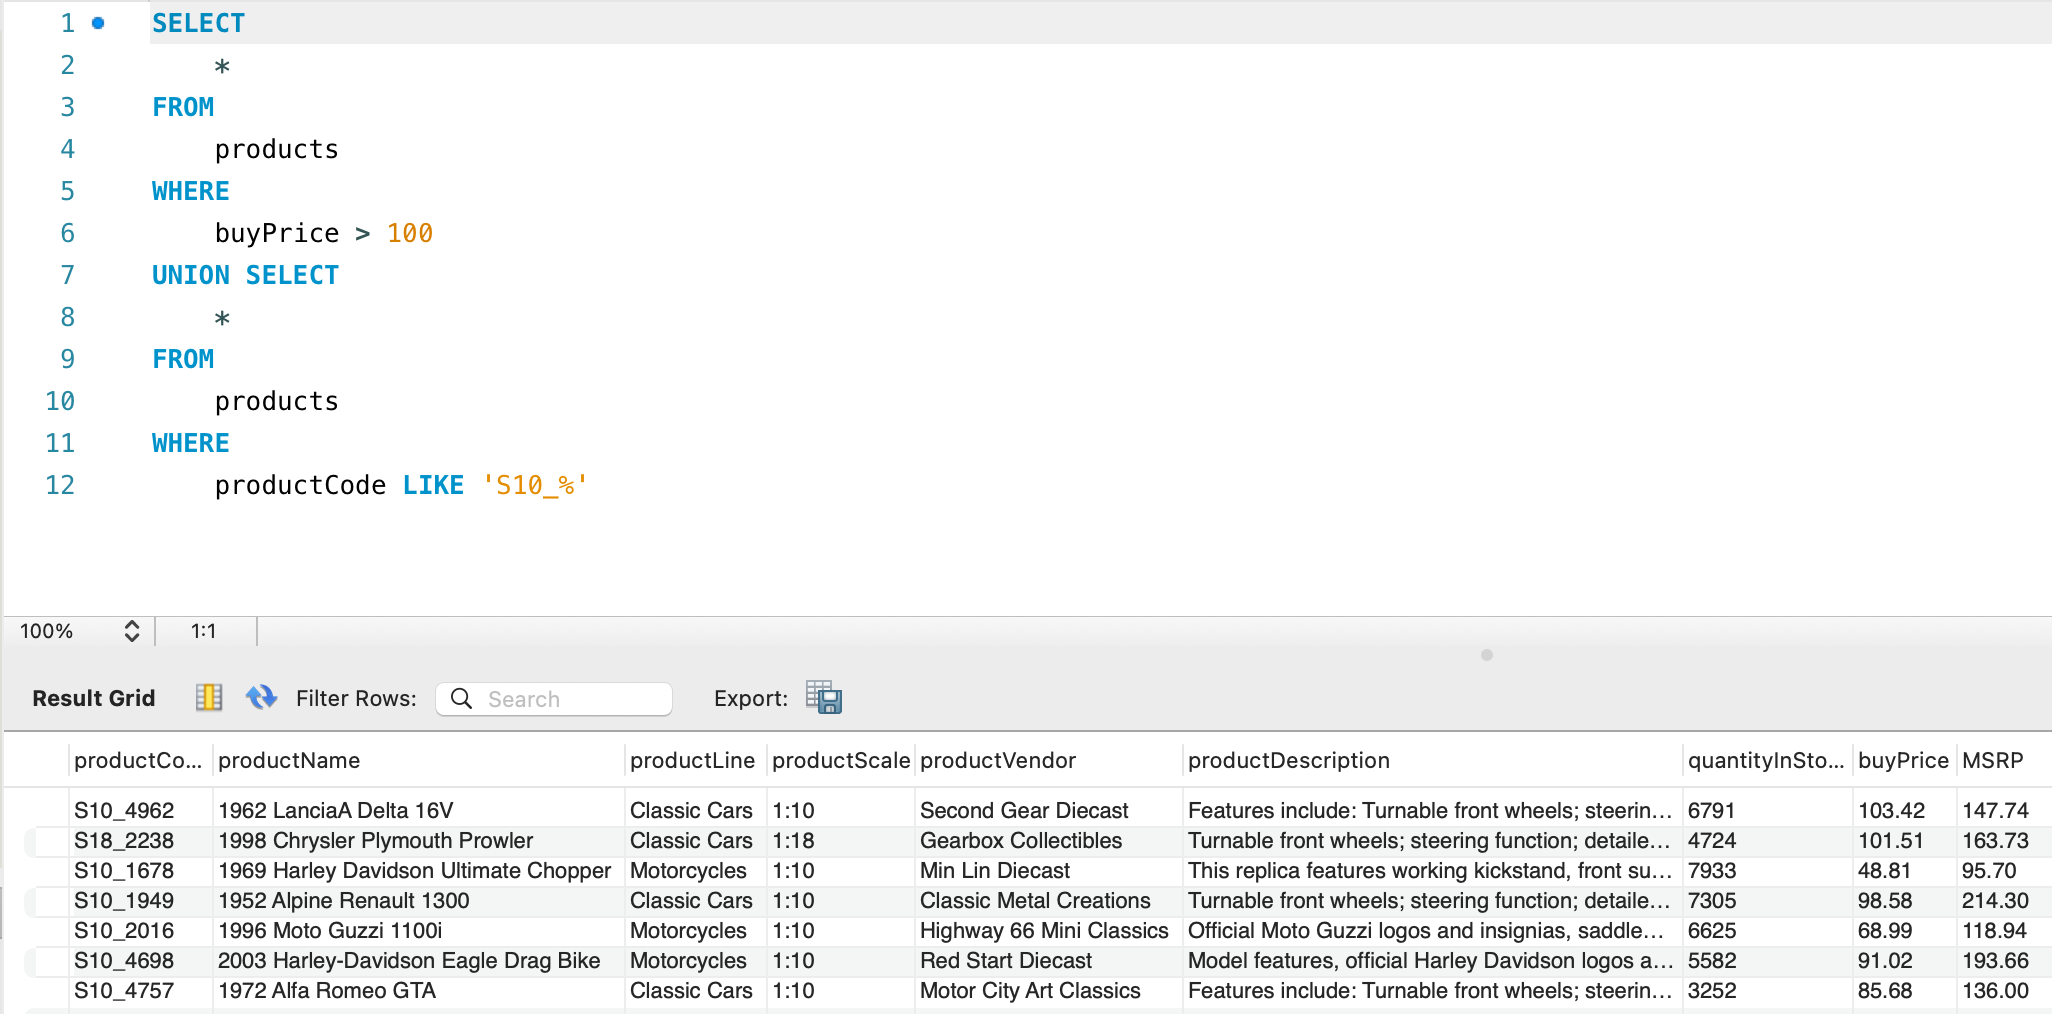 1 SELECT
2 *
3 FROM
4 products
5 WHERE
6 buyPrice > 100
7 UNION SELECT
8 *
9 FROM
10 products
11 WHERE
12 productCode LIKE 'S10_%'
100% 1:1
Result Grid Filter Rows: Search Export:
productCo... productName productLine productScale productVendor productDescription quantityInSto... buyPrice MSRP
S10_4962 1962 LanciaA Delta 16V Classic Cars 1:10 Second Gear Diecast Features include: Turnable front wheels; steerin... 6791 103.42 147.74
S18_2238 1998 Chrysler Plymouth Prowler Classic Cars 1:18 Gearbox Collectibles Turnable front wheels; steering function; detaile... 4724 101.51 163.73
S10_1678 1969 Harley Davidson Ultimate Chopper Motorcycles 1:10 Min Lin Diecast This replica features working kickstand, front su... 7933 48.81 95.70
S10_1949 1952 Alpine Renault 1300 Classic Cars 1:10 Classic Metal Creations Turnable front wheels; steering function; detaile... 7305 98.58 214.30
S10_2016 1996 Moto Guzzi 1100i Motorcycles 1:10 Highway 66 Mini Classics Official Moto Guzzi logos and insignias, saddle... 6625 68.99 118.94
S10_4698 2003 Harley-Davidson Eagle Drag Bike Motorcycles 1:10 Red Start Diecast Model features, official Harley Davidson logos a... 5582 91.02 193.66
S10_4757 1972 Alfa Romeo GTA Classic Cars 1:10 Motor City Art Classics Features include: Turnable front wheels; steerin... 3252 85.68 136.00